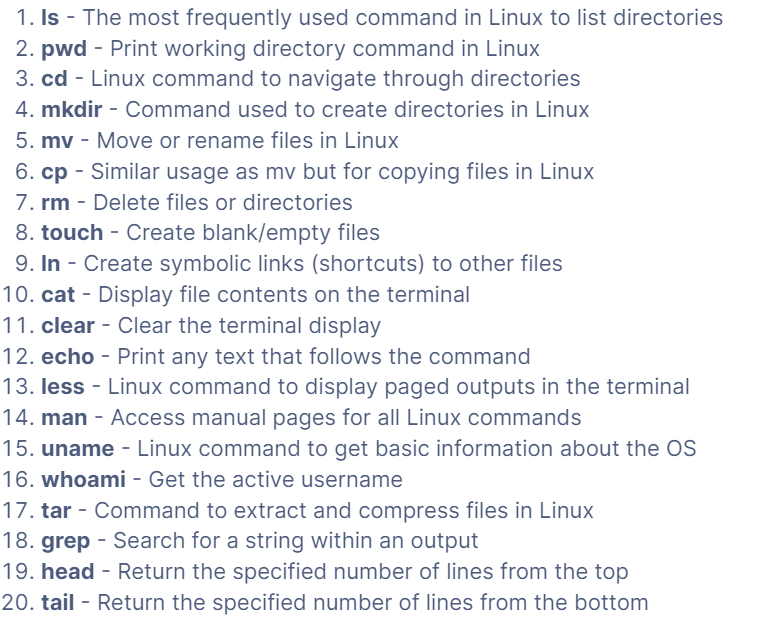 1. ls - The most frequently used command in Linux to list directories
2. pwd - Print working directory command in Linux
3. cd - Linux command to navigate through directories
4. mkdir - Command used to create directories in Linux
5. mv - Move or rename files in Linux
6. cp - Similar usage as mv but for copying files in Linux
7. rm - Delete files or directories
8. touch - Create blank/empty files
9. ln - Create symbolic links (shortcuts) to other files
10. cat - Display file contents on the terminal
11. clear - Clear the terminal display
12. echo - Print any text that follows the command
13. less - Linux command to display paged outputs in the terminal
14. man - Access manual pages for all Linux commands
15. uname - Linux command to get basic information about the OS
16. whoami - Get the active username
17. tar - Command to extract and compress files in Linux
18. grep - Search for a string within an output
19. head - Return the specified number of lines from the top
20. tail - Return the specified number of lines from the bottom